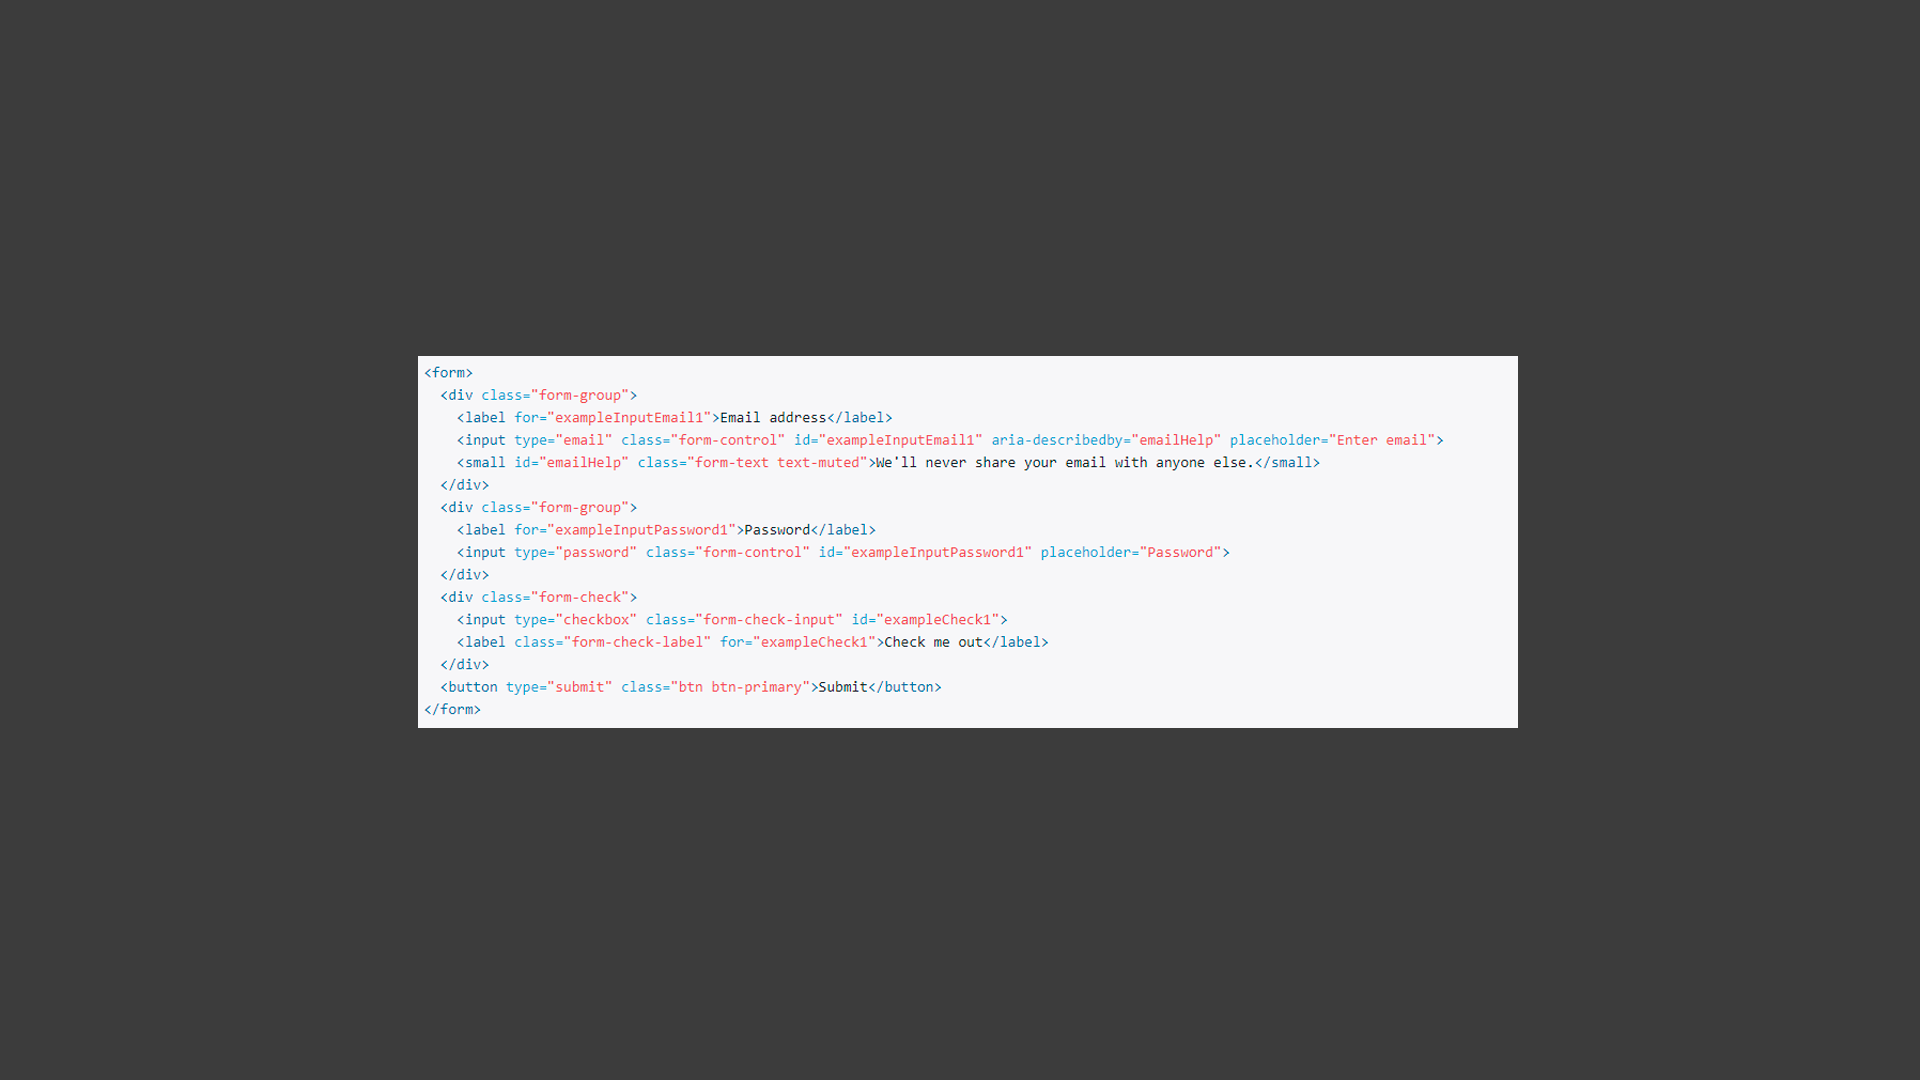 <form>
  <div class="form-group">
    <label for="exampleInputEmail1">Email address</label>
    <input type="email" class="form-control" id="exampleInputEmail1" aria-describedby="emailHelp" placeholder="Enter email">
    <small id="emailHelp" class="form-text text-muted">We'll never share your email with anyone else.</small>
  </div>
  <div class="form-group">
    <label for="exampleInputPassword1">Password</label>
    <input type="password" class="form-control" id="exampleInputPassword1" placeholder="Password">
  </div>
  <div class="form-check">
    <input type="checkbox" class="form-check-input" id="exampleCheck1">
    <label class="form-check-label" for="exampleCheck1">Check me out</label>
  </div>
  <button type="submit" class="btn btn-primary">Submit</button>
</form>